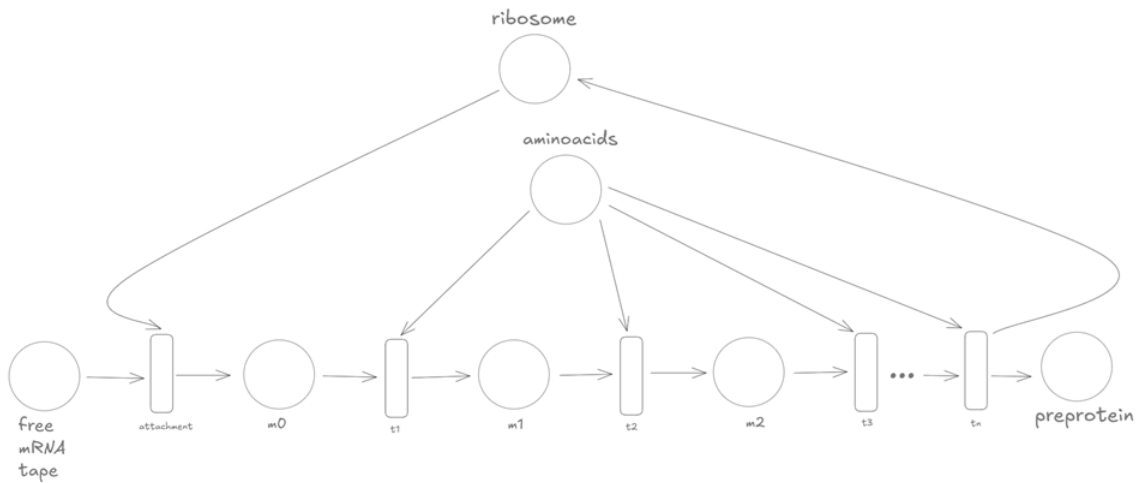 ribosome
aminoacids
free
mRNA
tape
attachment
m0
t1
m1
t2
m2
t3
...
tn
preprotein